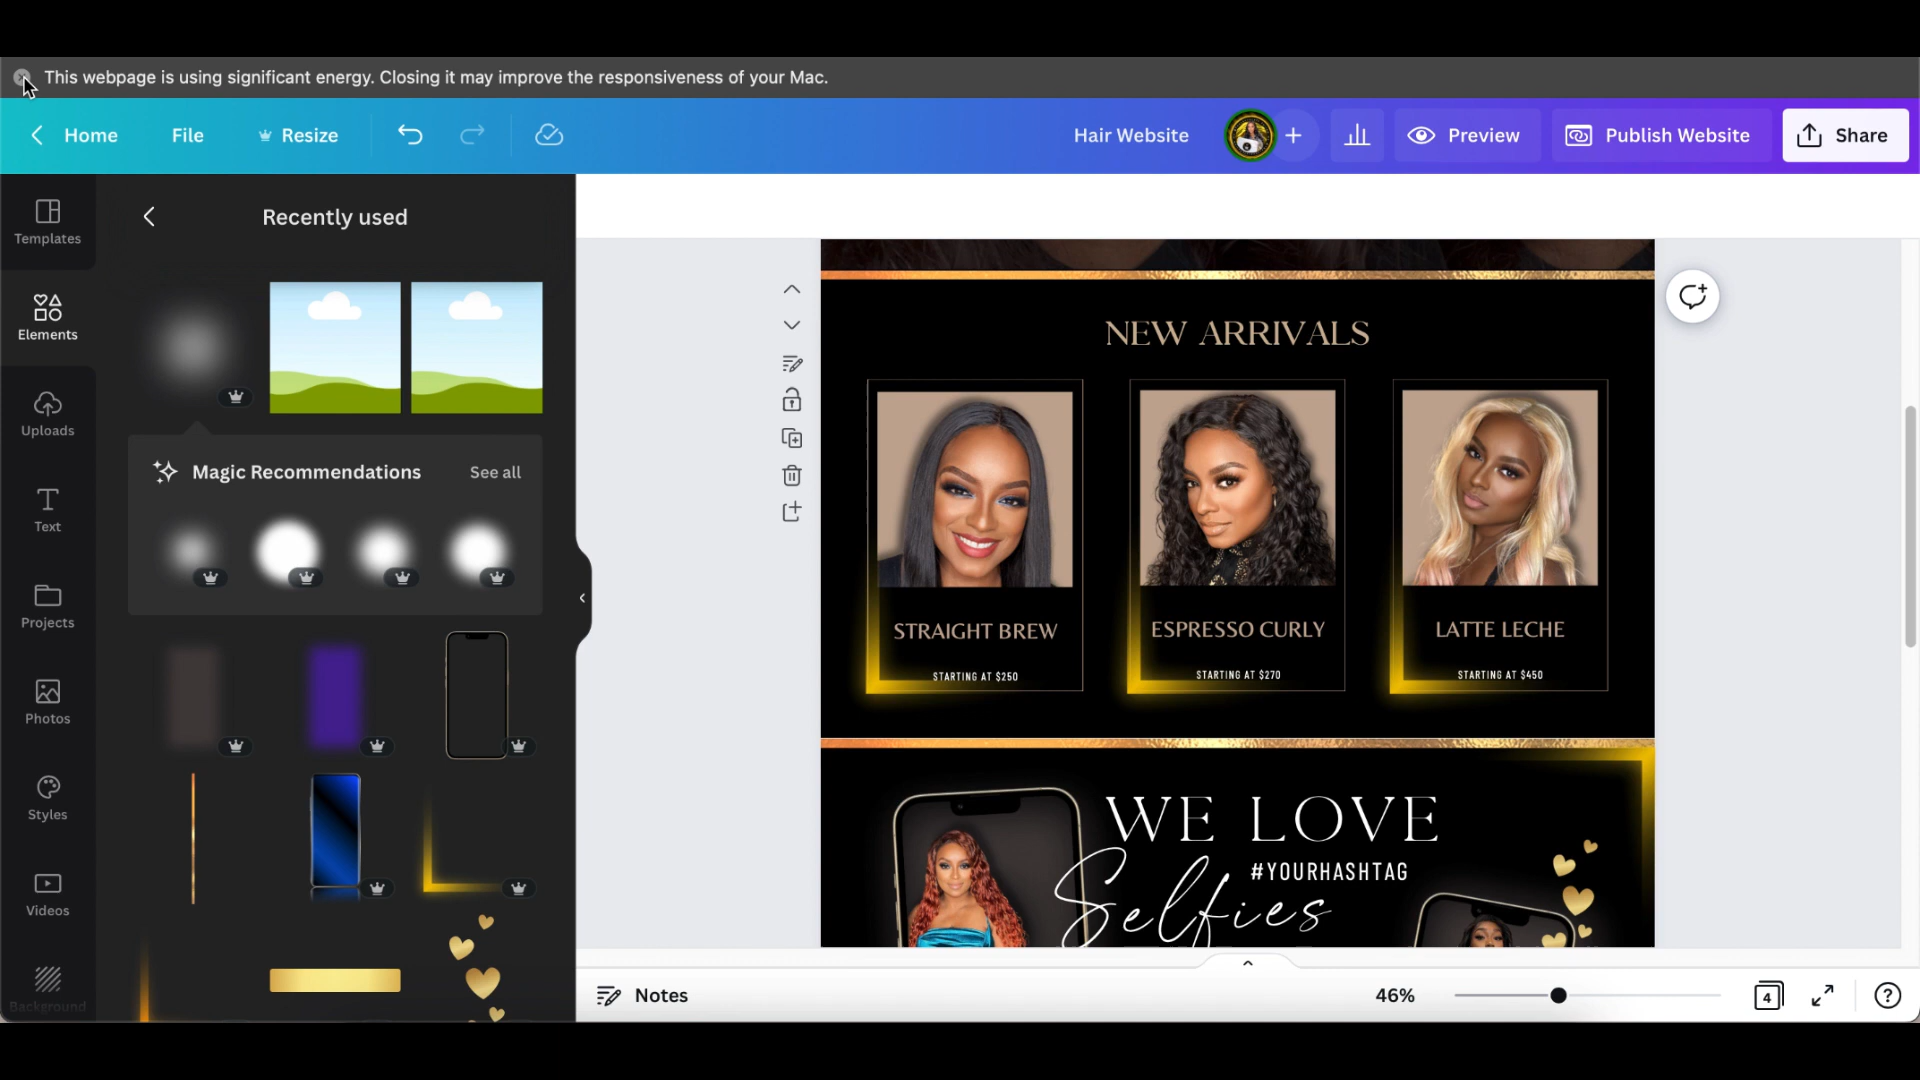 This webpage is using significant energy. Closing it may improve the responsiveness of your Mac.
Home
File
Resize
Hair Website
Preview
Publish Website
Share
Templates
Elements
Uploads
Text
Projects
Photos
Styles
Videos
Background
Recently used
Magic Recommendations
See all
NEW ARRIVALS
STRAIGHT BREW
STARTING AT $250
ESPRESSO CURLY
STARTING AT $270
LATTE LECHE
STARTING AT $450
WE LOVE
#YOURHASHTAG
Selfies
Notes
46%
4